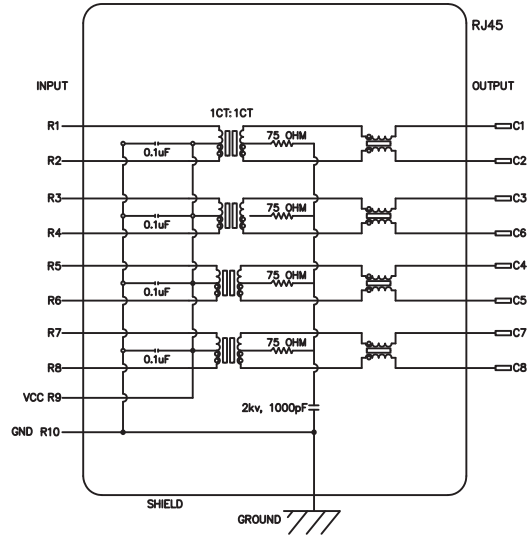 RJ45
INPUT
OUTPUT
1CT:1CT
R1
75 OHM
C1
0.1uF
R2
C2
R3
75 OHM
C3
0.1uF
R4
C6
R5
75 OHM
C4
0.1uF
R6
C5
R7
75 OHM
C7
0.1uF
R8
C8
VCC R9
2kv, 1000pF
GND R10
SHIELD
GROUND